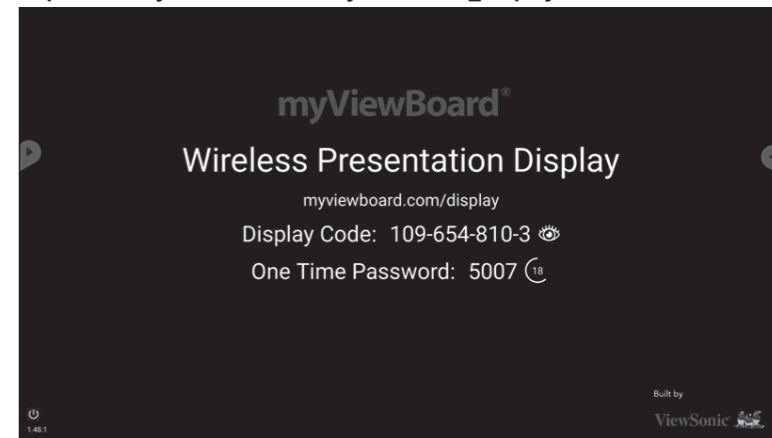 myViewBoard®
Wireless Presentation Display
myviewboard.com/display
Display Code: 109-654-810-3
One Time Password: 5007 18
Built by
ViewSonic
1.48.1